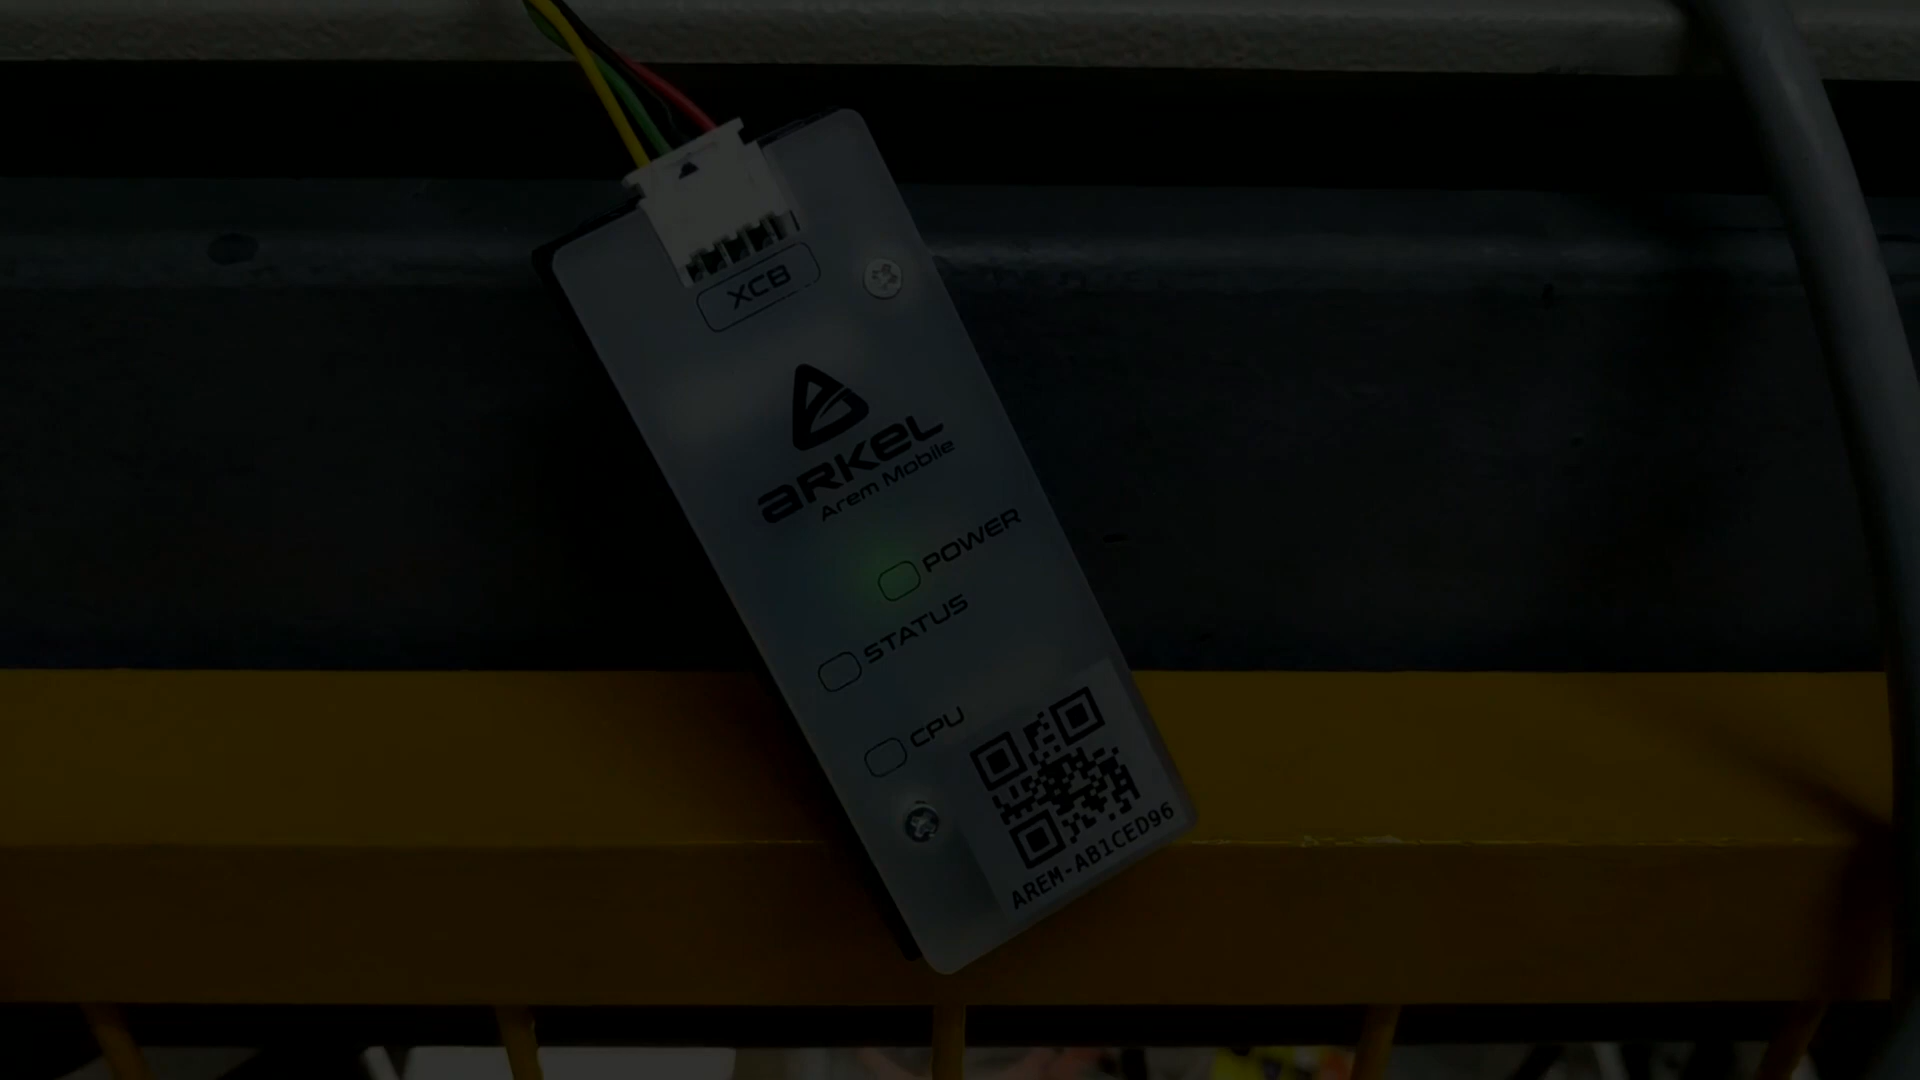 XCB
arkel
Arem Mobile
POWER
STATUS
CPU
AREM-AB1CED96